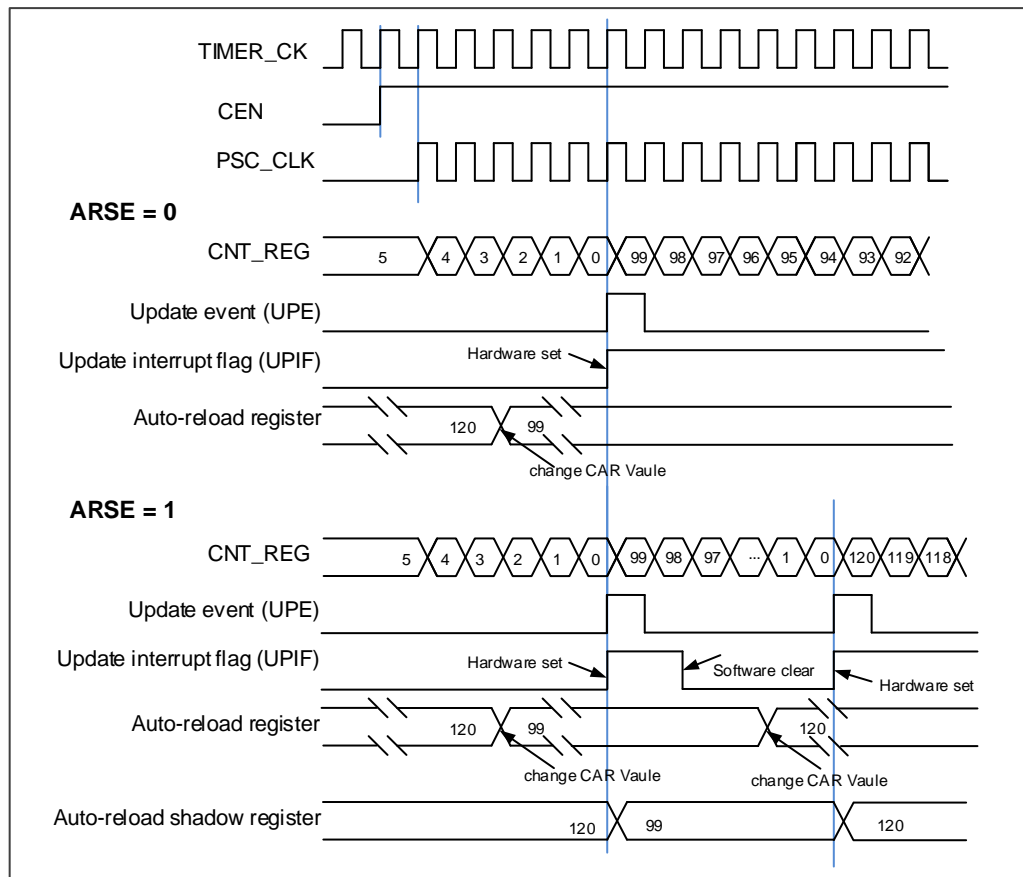 TIMER_CK
CEN
PSC_CLK
ARSE = 0
CNT_REG 5 4 3 2 1 0 99 98 97 96 95 94 93 92
Update event (UPE)
Update interrupt flag (UPIF) Hardware set
Auto-reload register 120 99
change CAR Vaule
ARSE = 1
CNT_REG 5 4 3 2 1 0 99 98 97 ... 1 0 120 119 118
Update event (UPE)
Update interrupt flag (UPIF) Hardware set Software clear Hardware set
Auto-reload register 120 99 120
change CAR Vaule change CAR Vaule
Auto-reload shadow register 120 99 120